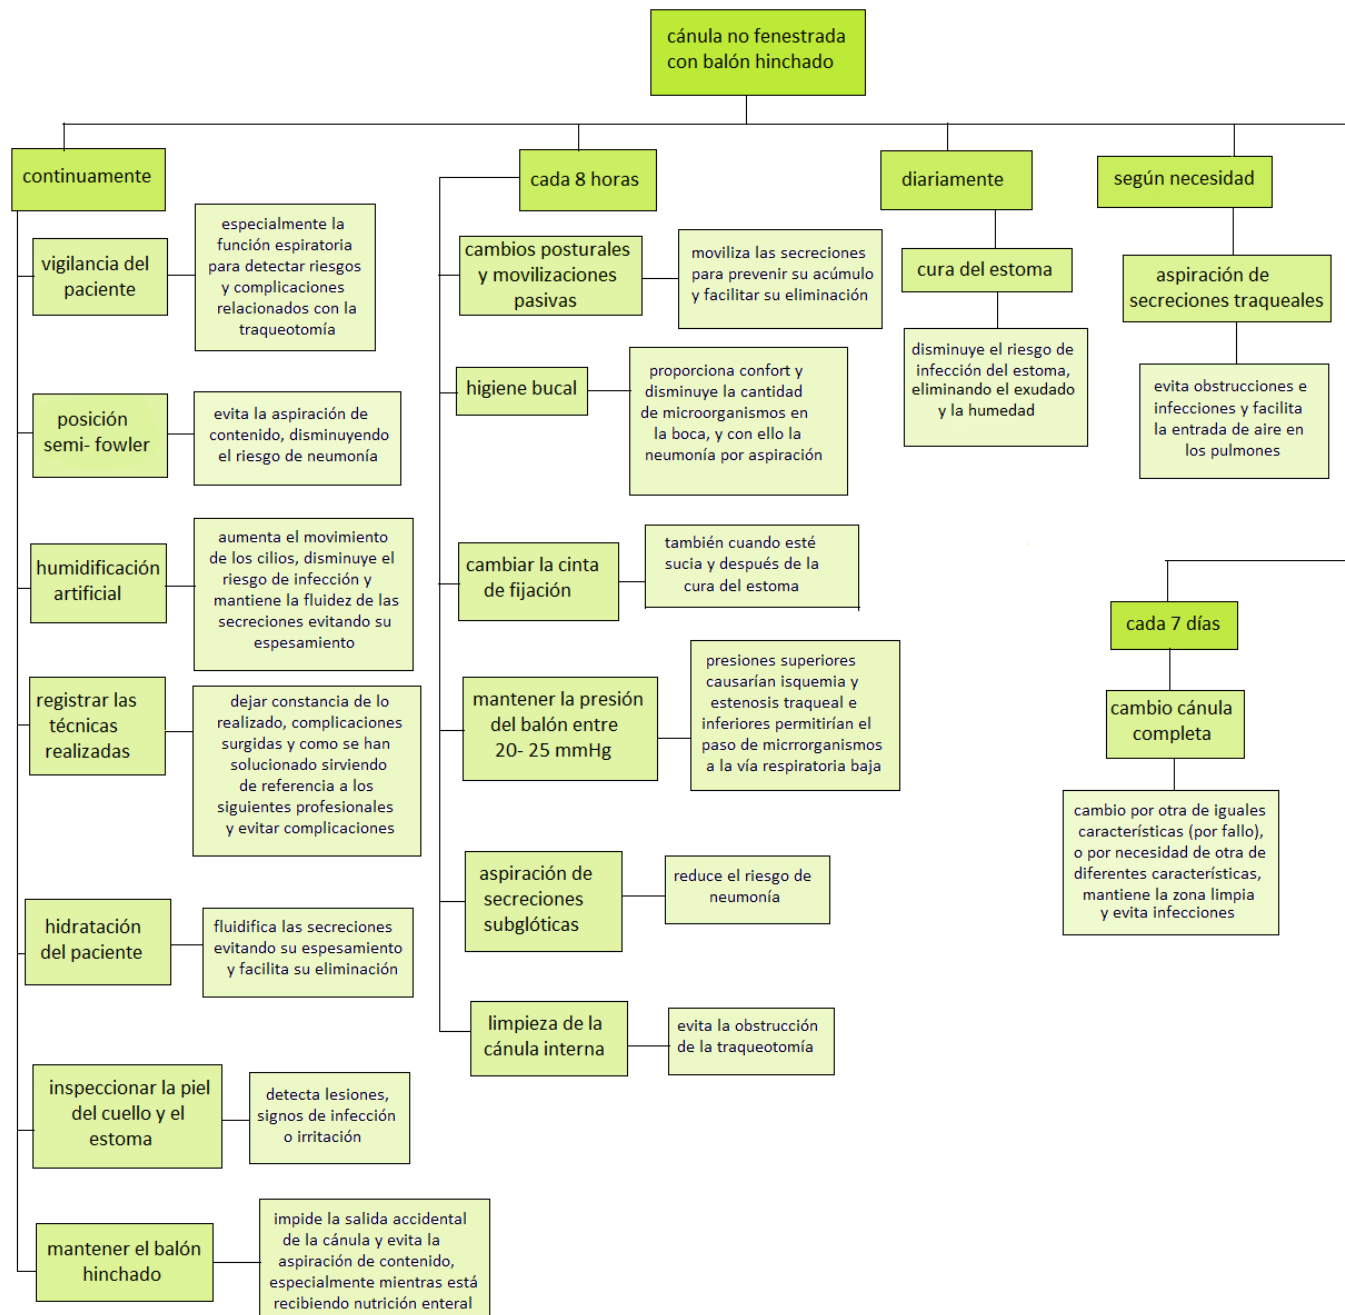 cánula no fenestrada
con balón hinchado
continuamente
vigilancia del
paciente
especialmente la
función espiratoria
para detectar riesgos
y complicaciones
relacionados con la
traqueotomía
posición
semi- fowler
evita la aspiración de
contenido, disminuyendo
el riesgo de neumonía
humidificación
artificial
aumenta el movimiento
de los cilios, disminuye el
riesgo de infección y
mantiene la fluidez de las
secreciones evitando su
espesamiento
registrar las
técnicas
realizadas
dejar constancia de lo
realizado, complicaciones
surgidas y como se han
solucionado sirviendo
de referencia a los
siguientes profesionales
y evitar complicaciones
hidratación
del paciente
fluidifica las secreciones
evitando su espesamiento
y facilita su eliminación
inspeccionar la piel
del cuello y el
estoma
detecta lesiones,
signos de infección
o irritación
mantener el balón
hinchado
impide la salida accidental
de la cánula y evita la
aspiración de contenido,
especialmente mientras está
recibiendo nutrición enteral
cada 8 horas
cambios posturales
y movilizaciones
pasivas
moviliza las secreciones
para prevenir su acúmulo
y facilitar su eliminación
higiene bucal
proporciona confort y
disminuye la cantidad
de microorganismos en
la boca, y con ello la
neumonía por aspiración
cambiar la cinta
de fijación
también cuando esté
sucia y después de la
cura del estoma
mantener la presión
del balón entre
20- 25 mmHg
presiones superiores
causarían isquemia y
estenosis traqueal e
inferiores permitirían el
paso de micrrorganismos
a la vía respiratoria baja
aspiración de
secreciones
subglóticas
reduce el riesgo de
neumonía
limpieza de la
cánula interna
evita la obstrucción
de la traqueotomía
diariamente
cura del estoma
disminuye el riesgo de
infección del estoma,
eliminando el exudado
y la humedad
según necesidad
aspiración de
secreciones traqueales
evita obstrucciones e
infecciones y facilita
la entrada de aire en
los pulmones
cada 7 días
cambio cánula
completa
cambio por otra de iguales
características (por fallo),
o por necesidad de otra de
diferentes características,
mantiene la zona limpia
y evita infecciones